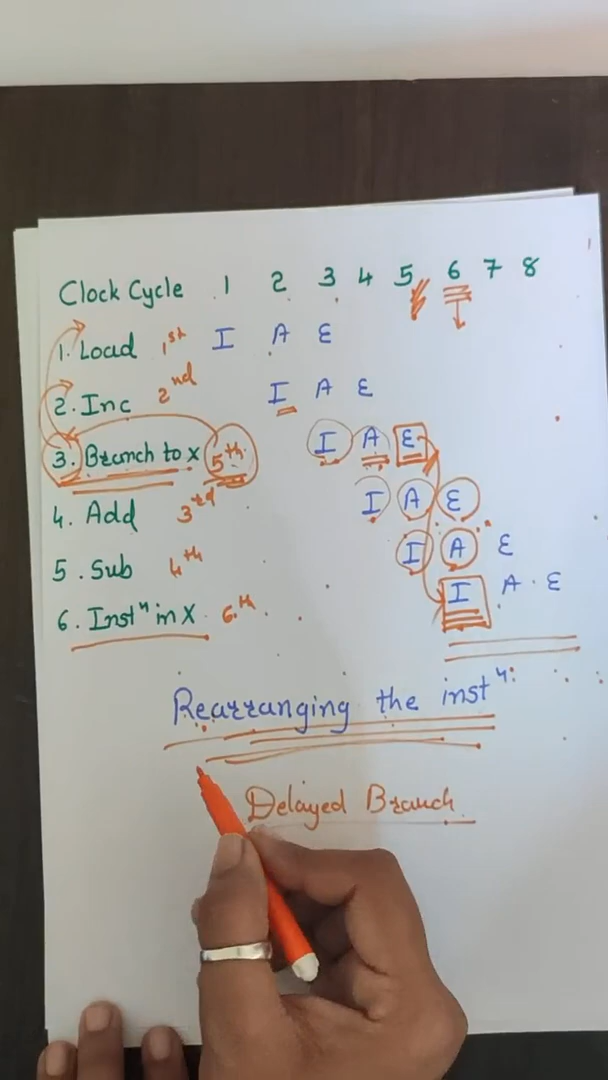 Clock Cycle 1 2 3 4 5 6 7 8
1. Load 1st I A E
2. Inc 2nd I A E
3. Branch to X 5th I A E
4. Add 3rd I A E
5. Sub 4th I A E
6. Instn in X 6th I A E
Rearranging the instn
Delayed Branch